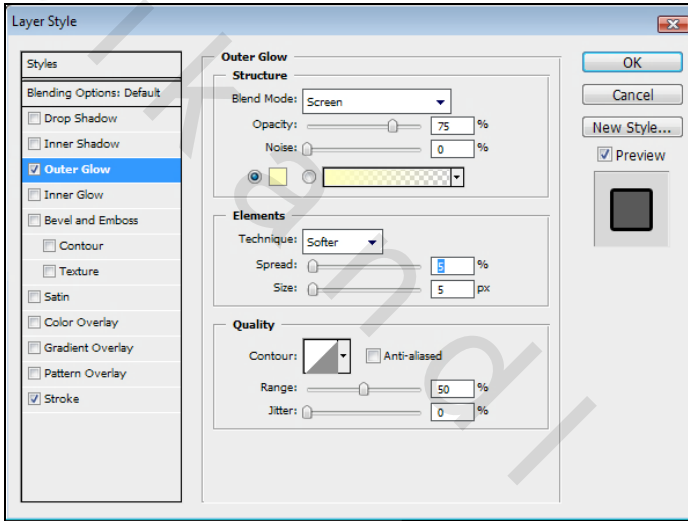 Layer Style
Styles
Blending Options: Default
Drop Shadow
Inner Shadow
Outer Glow
Inner Glow
Bevel and Emboss
Contour
Texture
Satin
Color Overlay
Gradient Overlay
Pattern Overlay
Stroke
Outer Glow
Structure
Blend Mode: Screen
Opacity: 75 %
Noise: 0 %
Elements
Technique: Softer
Spread: 5 %
Size: 5 px
Quality
Contour: Anti-aliased
Range: 50 %
Jitter: 0 %
OK
Cancel
New Style...
Preview
ikandi